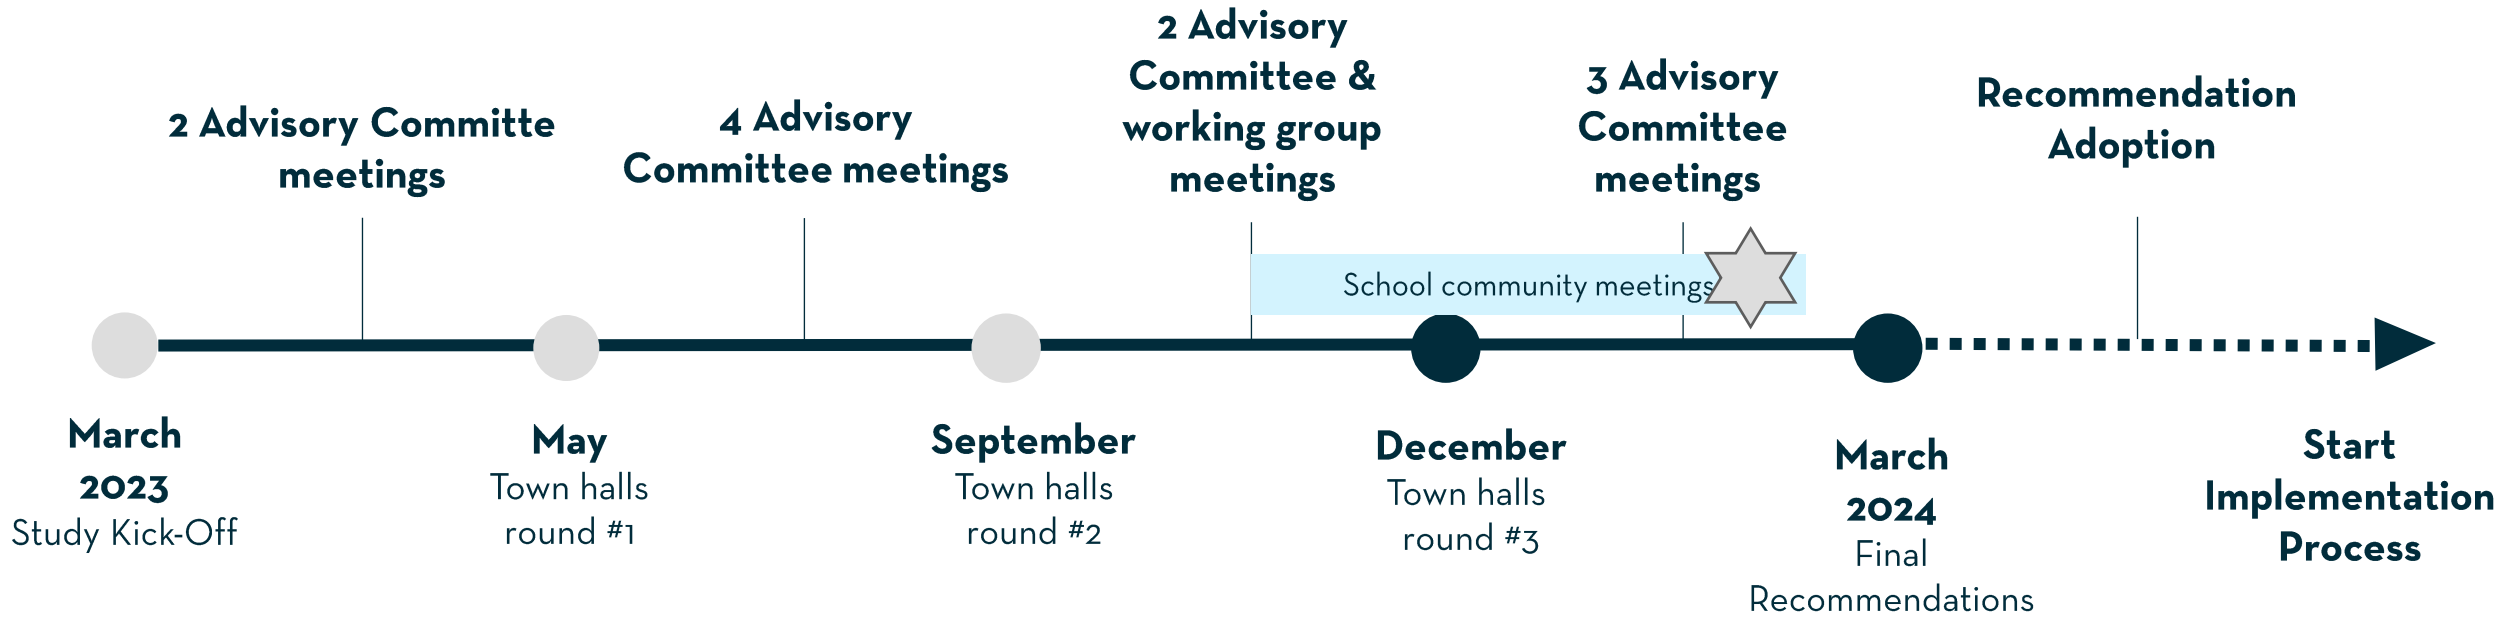 2 Advisory Committee
meetings
4 Advisory
Committee meetings
2 Advisory
Committee &
working group
meetings
3 Advisory
Committee
meetings
Recommendation
Adoption
School community meetings
March
2023
Study Kick-Off
May
Town halls
round #1
September
Town halls
round #2
December
Town halls
round #3
March
2024
Final
Recommendations
Start
Implementation
Process